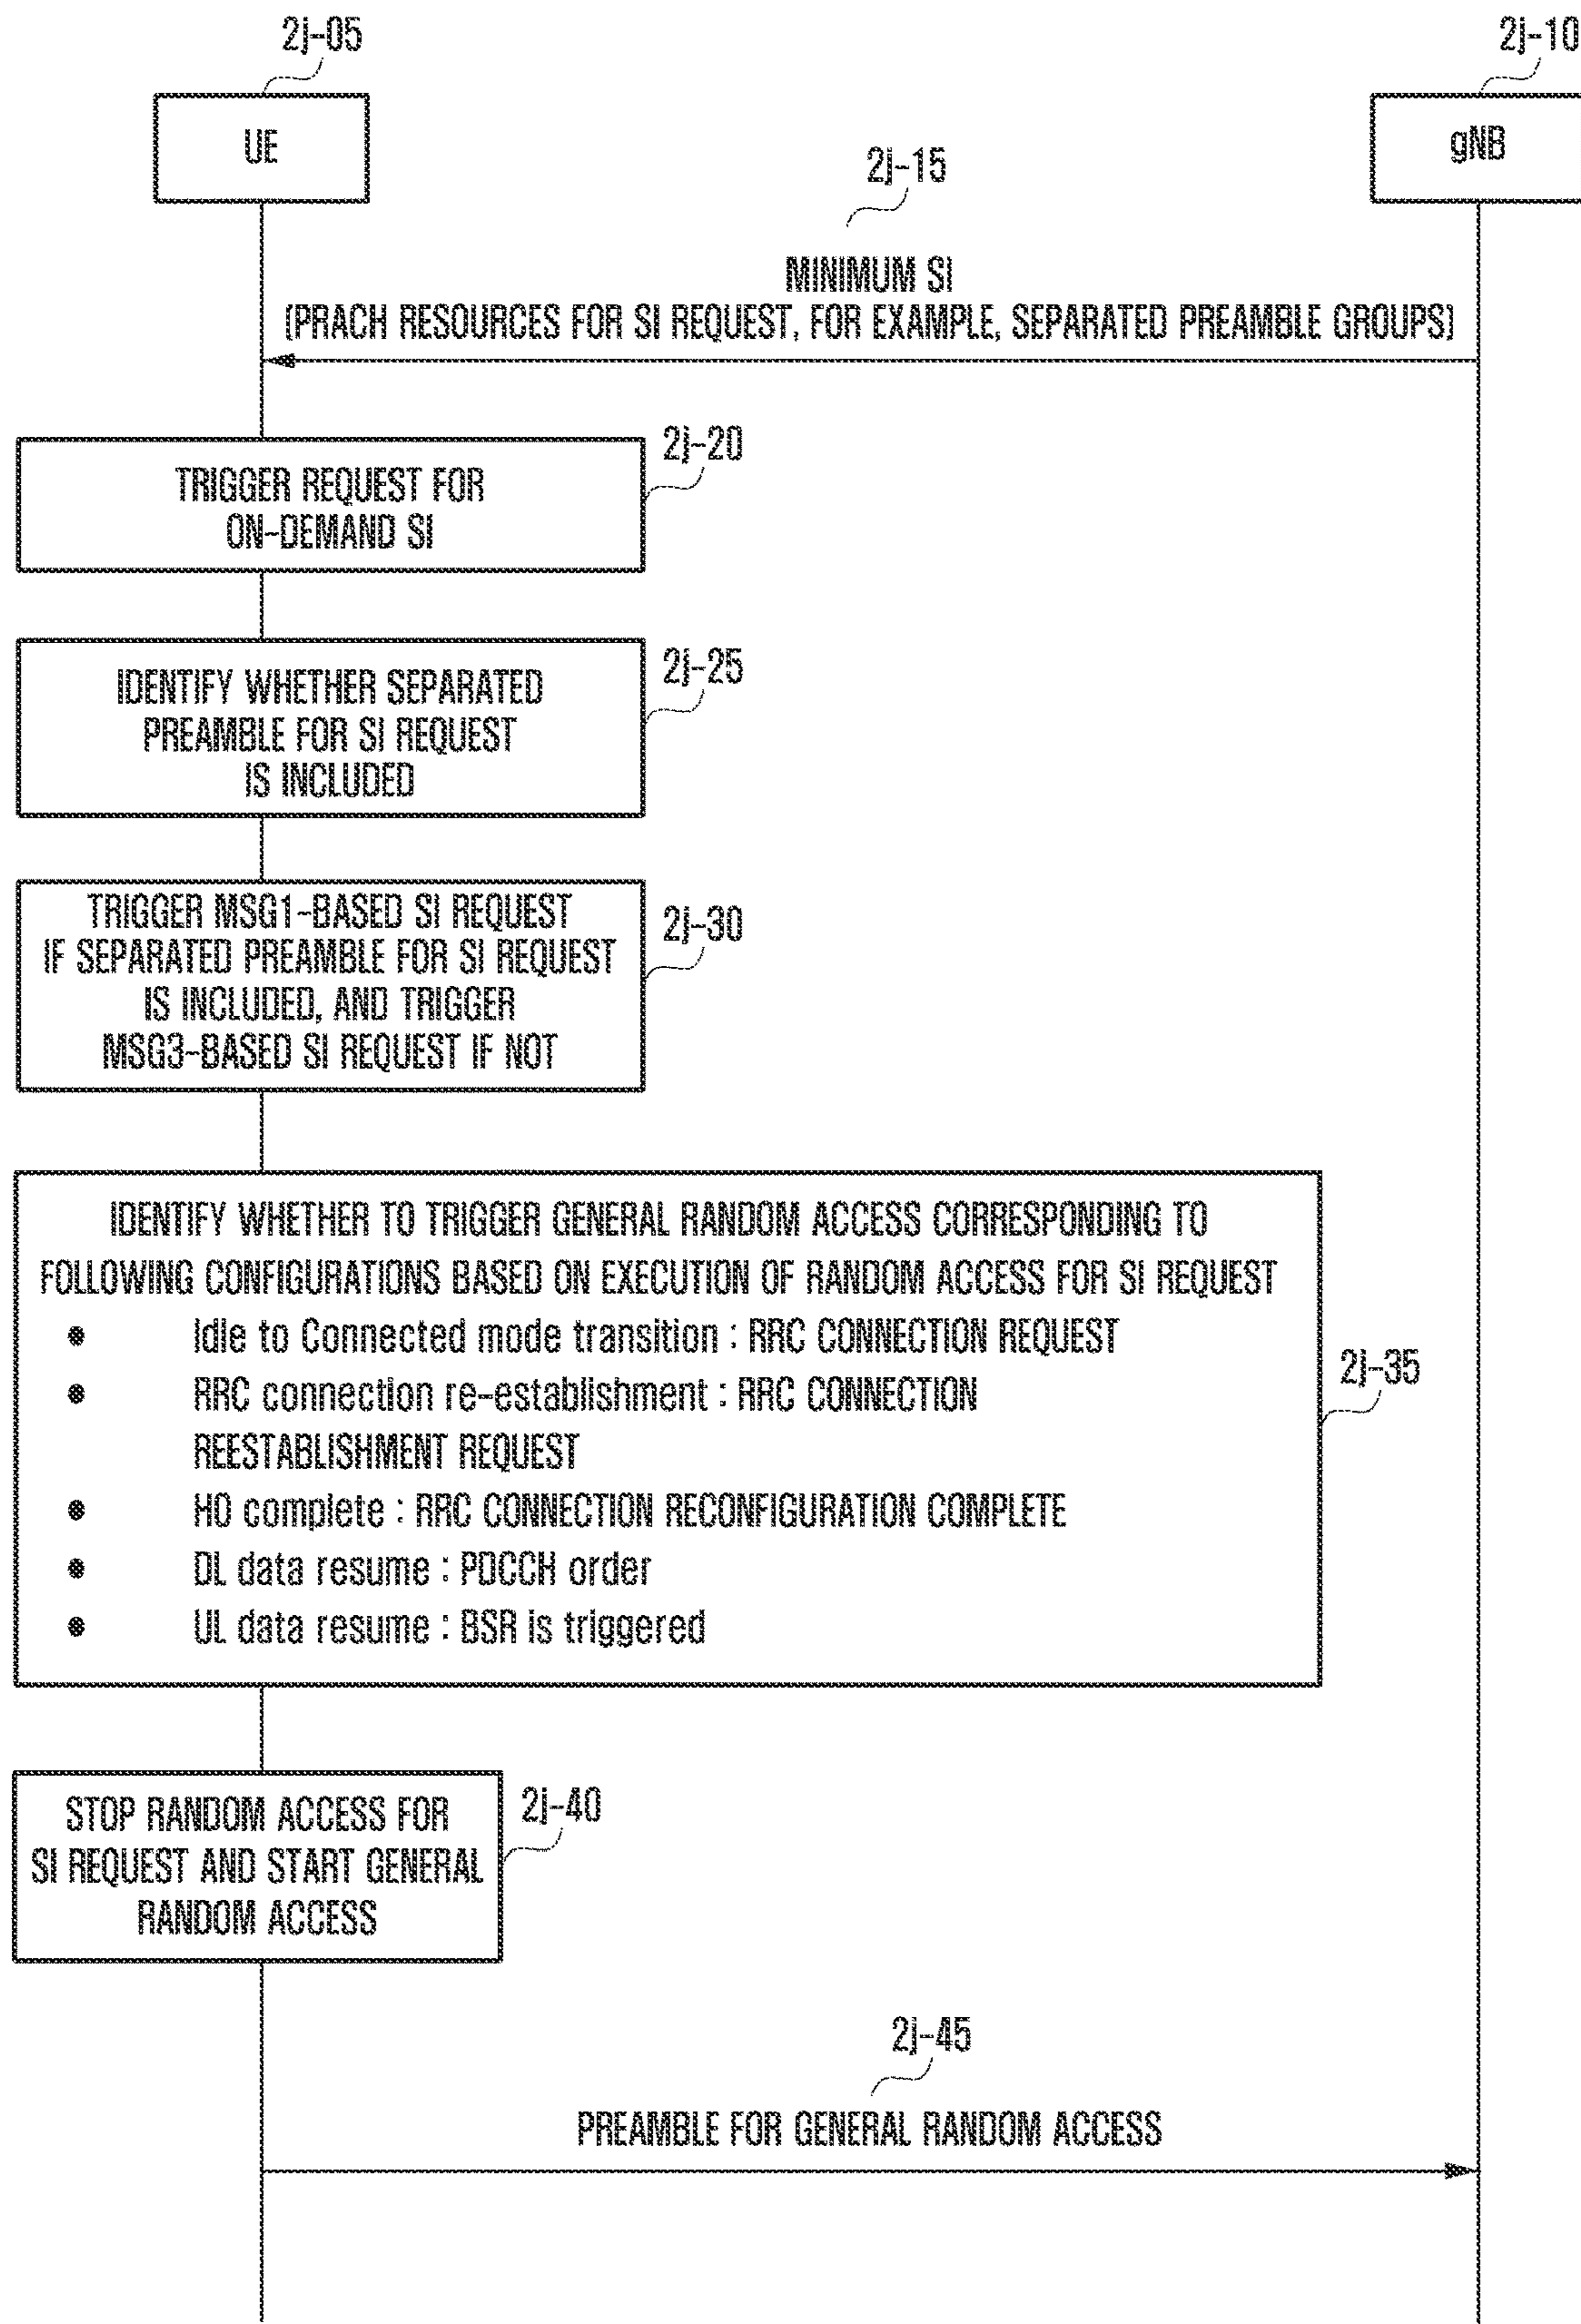 2j-05
2j-10
UE
gNB
2j-15
MINIMUM SI
(PRACH RESOURCES FOR SI REQUEST, FOR EXAMPLE, SEPARATED PREAMBLE GROUPS)
2j-20
TRIGGER REQUEST FOR
ON-DEMAND SI
2j-25
IDENTIFY WHETHER SEPARATED
PREAMBLE FOR SI REQUEST
IS INCLUDED
2j-30
TRIGGER MSG1-BASED SI REQUEST
IF SEPARATED PREAMBLE FOR SI REQUEST
IS INCLUDED, AND TRIGGER
MSG3-BASED SI REQUEST IF NOT
IDENTIFY WHETHER TO TRIGGER GENERAL RANDOM ACCESS CORRESPONDING TO
FOLLOWING CONFIGURATIONS BASED ON EXECUTION OF RANDOM ACCESS FOR SI REQUEST
• Idle to Connected mode transition : RRC CONNECTION REQUEST
2j-35
• RRC connection re-establishment : RRC CONNECTION
REESTABLISHMENT REQUEST
• HO complete : RRC CONNECTION RECONFIGURATION COMPLETE
• DL data resume : PDCCH order
• UL data resume : BSR is triggered
2j-40
STOP RANDOM ACCESS FOR
SI REQUEST AND START GENERAL
RANDOM ACCESS
2j-45
PREAMBLE FOR GENERAL RANDOM ACCESS